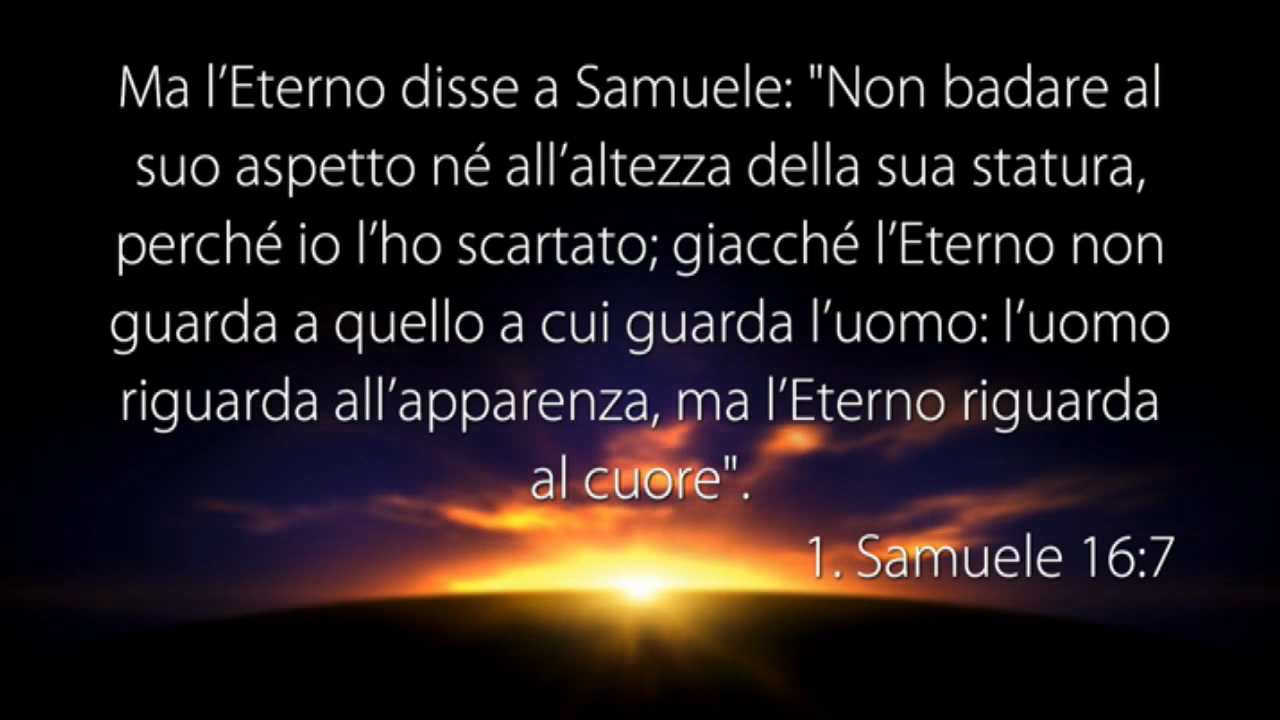 Ma l’Eterno disse a Samuele: "Non badare al
suo aspetto né all’altezza della sua statura,
perché io l’ho scartato; giacché l’Eterno non
guarda a quello a cui guarda l’uomo: l’uomo
riguarda all’apparenza, ma l’Eterno riguarda
al cuore".
1. Samuele 16:7